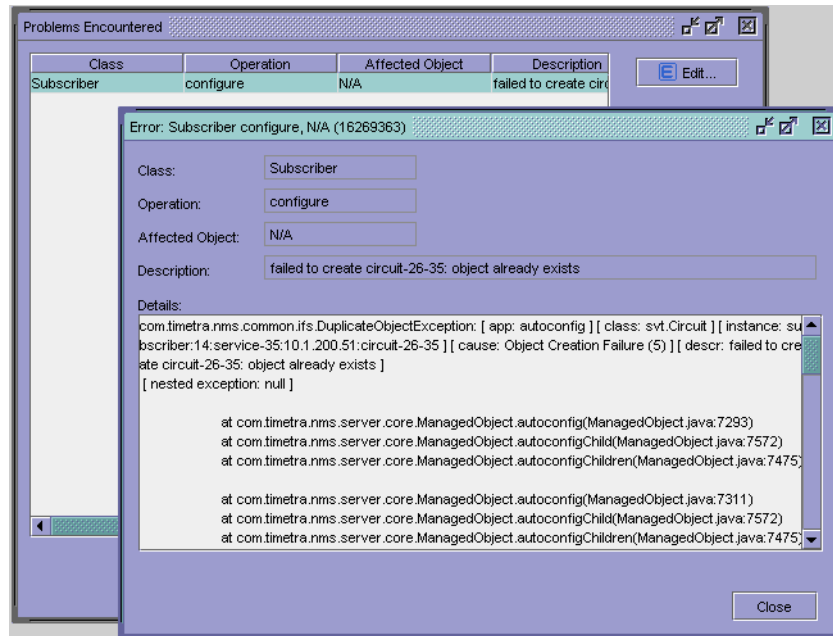 Problems Encountered
Class Operation Affected Object Description
Subscriber configure N/A failed to create circ
E Edit...
Error: Subscriber configure, N/A (16269363)
Class: Subscriber
Operation: configure
Affected Object: N/A
Description: failed to create circuit-26-35: object already exists
Details:
com.timetra.nms.common.ifs.DuplicateObjectException: [ app: autoconfig ] [ class: svt.Circuit ] [ instance: su
bscriber:14:service-35:10.1.200.51:circuit-26-35 ] [ cause: Object Creation Failure (5) ] [ descr: failed to cre
ate circuit-26-35: object already exists ]
[ nested exception: null ]
at com.timetra.nms.server.core.ManagedObject.autoconfig(ManagedObject.java:7293)
at com.timetra.nms.server.core.ManagedObject.autoconfigChild(ManagedObject.java:7572)
at com.timetra.nms.server.core.ManagedObject.autoconfigChildren(ManagedObject.java:7475)
at com.timetra.nms.server.core.ManagedObject.autoconfig(ManagedObject.java:7311)
at com.timetra.nms.server.core.ManagedObject.autoconfigChild(ManagedObject.java:7572)
at com.timetra.nms.server.core.ManagedObject.autoconfigChildren(ManagedObject.java:7475)
Close